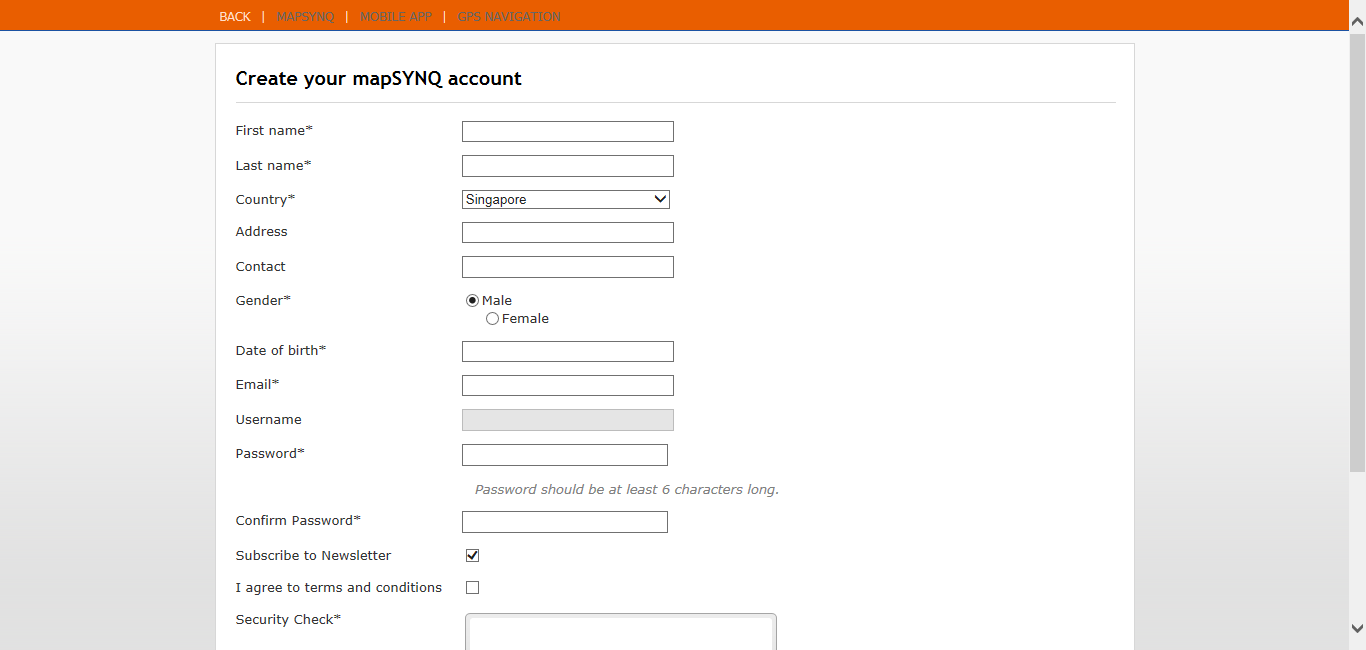 BACK | MAPSYNQ | MOBILE APP | GPS NAVIGATION
Create your mapSYNQ account
First name*
Last name*
Country* Singapore
Address
Contact
Gender* Male
Female
Date of birth*
Email*
Username
Password*
Password should be at least 6 characters long.
Confirm Password*
Subscribe to Newsletter
I agree to terms and conditions
Security Check*